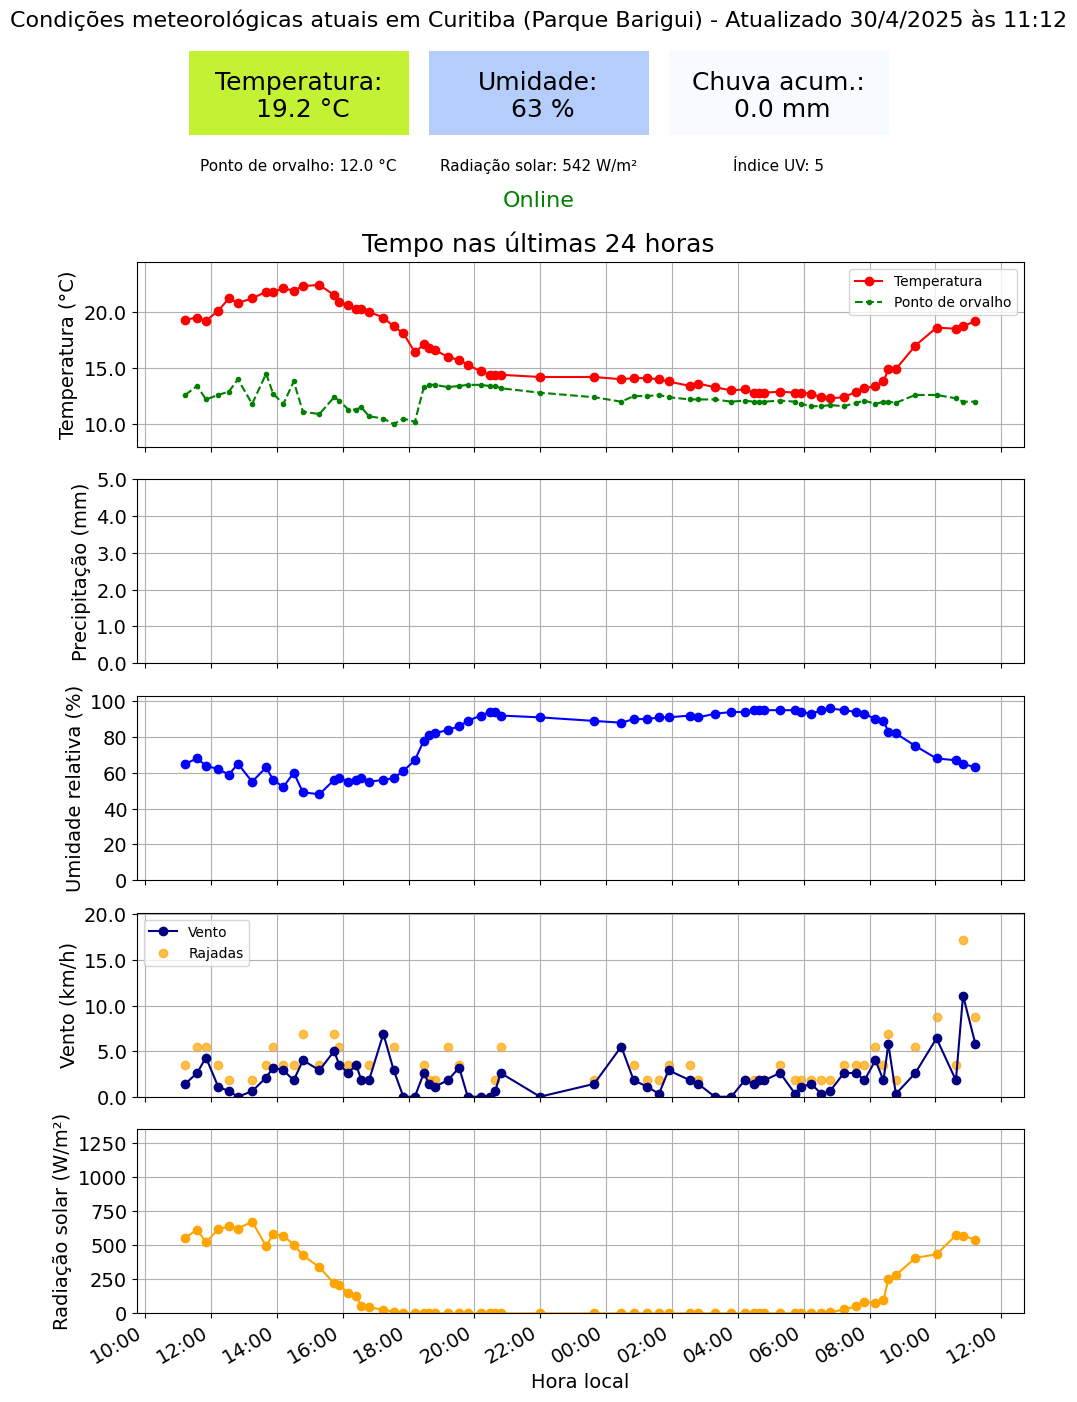 Condições meteorológicas atuais em Curitiba (Parque Barigui) - Atualizado 30/4/2025 às 11:12
Temperatura:
19.2 °C
Umidade:
63 %
Chuva acum.:
0.0 mm
Ponto de orvalho: 12.0 °C
Radiação solar: 542 W/m²
Índice UV: 5
Online
Tempo nas últimas 24 horas
Temperatura (°C)
20.0
15.0
10.0
Temperatura
Ponto de orvalho
Precipitação (mm)
5.0
4.0
3.0
2.0
1.0
0.0
Umidade relativa (%)
100
80
60
40
20
0
Vento (km/h)
20.0
15.0
10.0
5.0
0.0
Vento
Rajadas
Radiação solar (W/m²)
1250
1000
750
500
250
0
10:00
12:00
14:00
16:00
18:00
20:00
22:00
00:00
02:00
04:00
06:00
08:00
10:00
12:00
Hora local